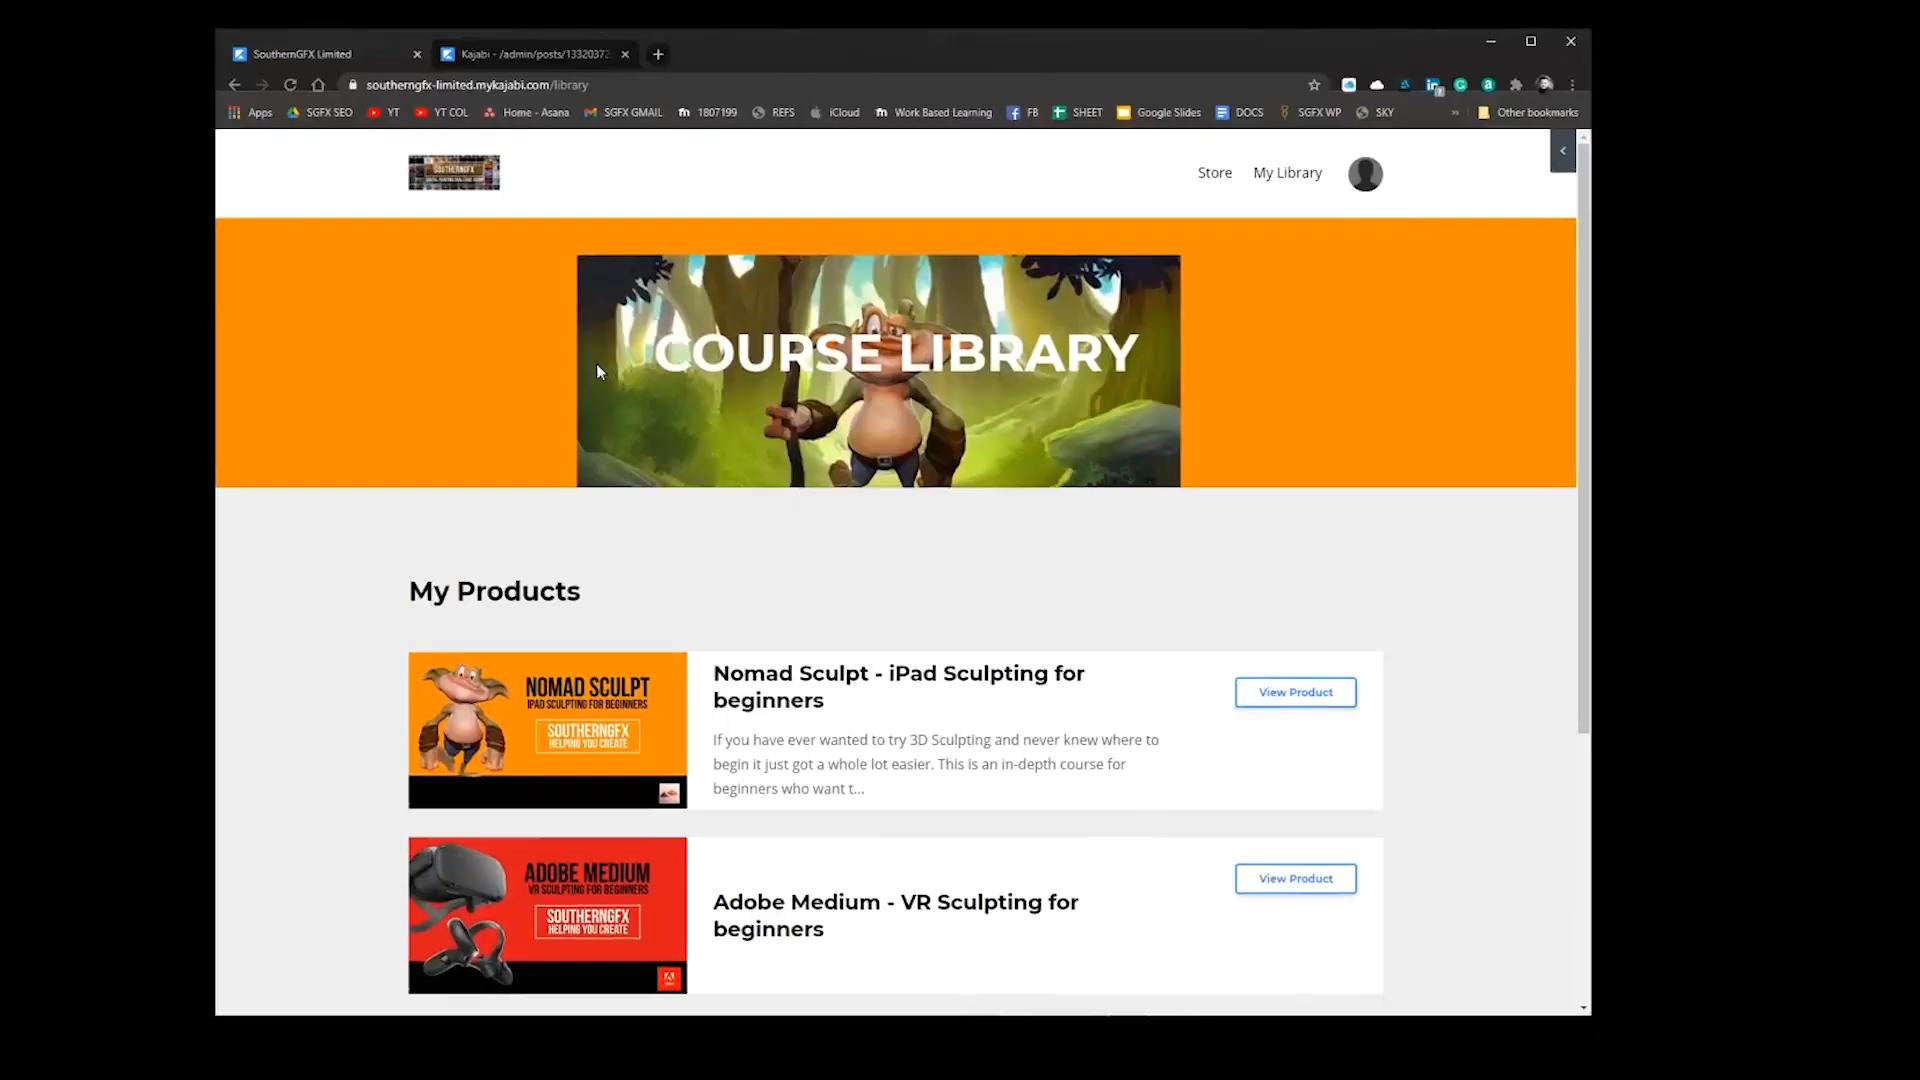 SouthernGFX Limited
Kajabi - /admin/posts/13320372
southerngfx-limited.mykajabi.com/library
Apps SGFX SEO YT YT COL Home - Asana SGFX GMAIL 1807199 REFS iCloud Work Based Learning FB SHEET Google Slides DOCS SGFX WP SKY » Other bookmarks
SOUTHERNGFX
Store My Library
COURSE LIBRARY
My Products
NOMAD SCULPT
IPAD SCULPTING FOR BEGINNERS
SOUTHERNGFX
HELPING YOU CREATE
Nomad Sculpt - iPad Sculpting for
beginners
If you have ever wanted to try 3D Sculpting and never knew where to
begin it just got a whole lot easier. This is an in-depth course for
beginners who want t...
View Product
ADOBE MEDIUM
VR SCULPTING FOR BEGINNERS
SOUTHERNGFX
HELPING YOU CREATE
Adobe Medium - VR Sculpting for
beginners
View Product